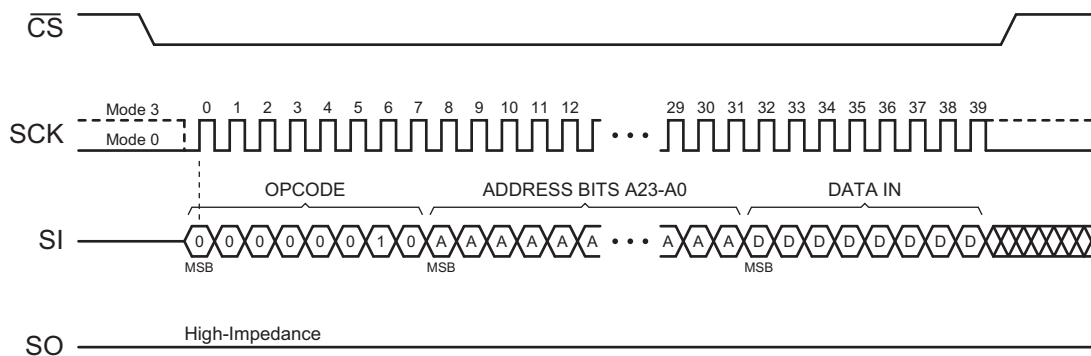 CS
Mode 3 0 1 2 3 4 5 6 7 8 9 10 11 12 29 30 31 32 33 34 35 36 37 38 39
SCK
Mode 0
OPCODE ADDRESS BITS A23-A0 DATA IN
SI 0 0 0 0 0 0 1 0 A A A A A A A A A D D D D D D D D
MSB MSB MSB
High-Impedance
SO